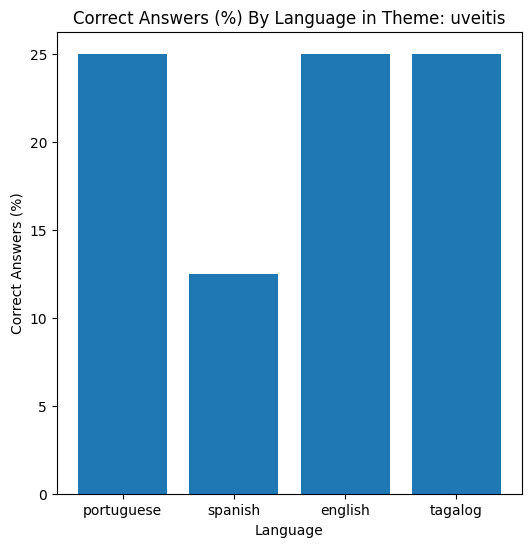 Correct Answers (%) By Language in Theme: uveitis
Correct Answers (%)
25
20
15
10
5
0
portuguese spanish english tagalog
Language